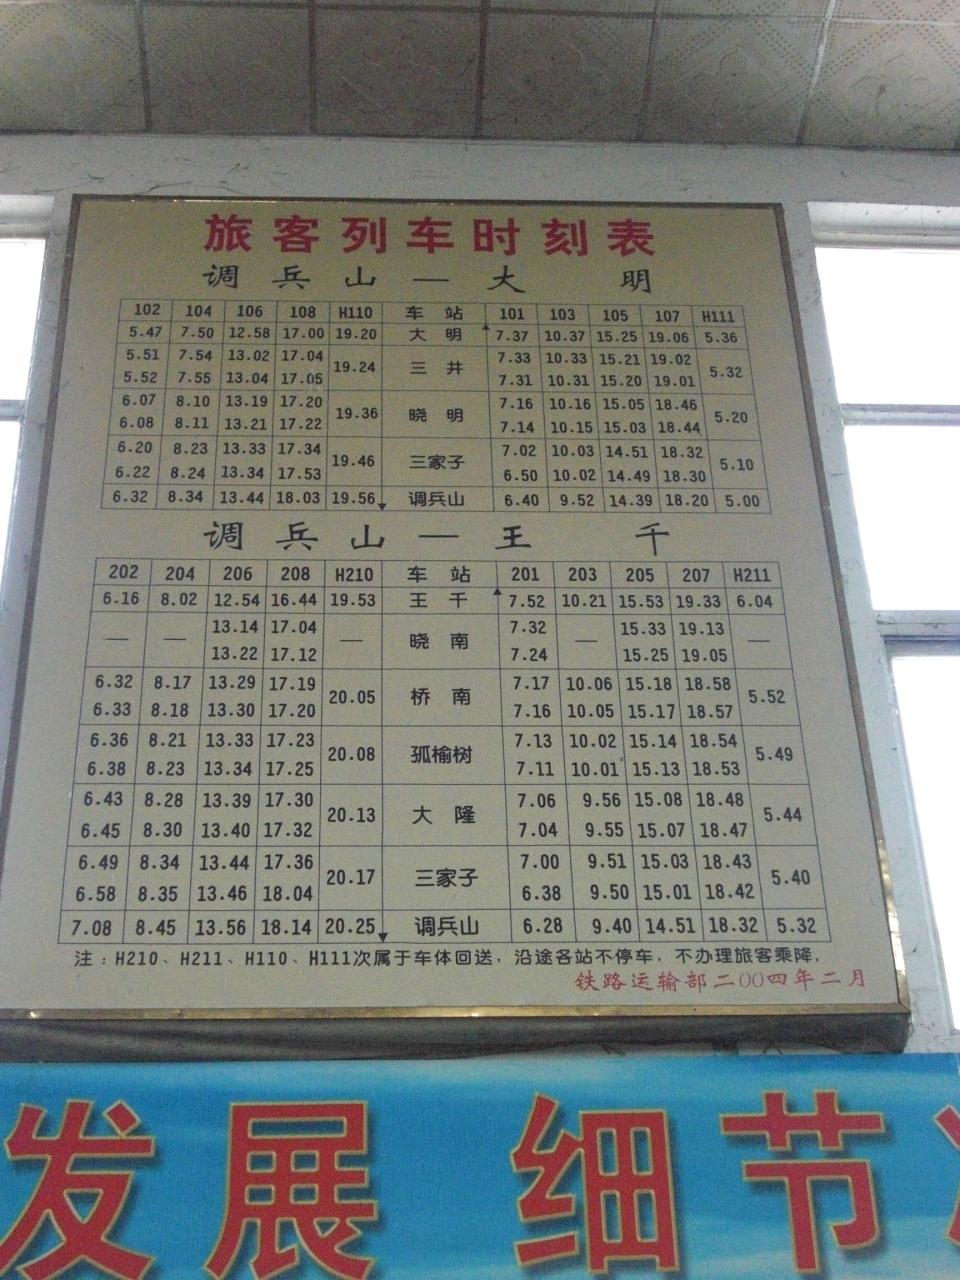 旅客列车时刻表
调兵山—大明
102 104 106 108 H110 车站 101 103 105 107 H111
5.47 7.50 12.58 17.00 19.20 大明 7.37 10.37 15.25 19.06 5.36
5.51 7.54 13.02 17.04 19.24 三井 7.33 10.33 15.21 19.02 5.32
5.52 7.55 13.04 17.05 7.31 10.31 15.20 19.01
6.07 8.10 13.19 17.20 19.36 晓明 7.16 10.16 15.05 18.46 5.20
6.08 8.11 13.21 17.22 7.14 10.15 15.03 18.44
6.20 8.23 13.33 17.34 19.46 三家子 7.02 10.03 14.51 18.32 5.10
6.22 8.24 13.34 17.53 6.50 10.02 14.49 18.30
6.32 8.34 13.44 18.03 19.56 调兵山 6.40 9.52 14.39 18.20 5.00
调兵山—王千
202 204 206 208 H210 车站 201 203 205 207 H211
6.16 8.02 12.54 16.44 19.53 王千 7.52 10.21 15.53 19.33 6.04
— — 13.14 17.04 — 晓南 7.32 — 15.33 19.13 —
13.22 17.12 7.24 15.25 19.05
6.32 8.17 13.29 17.19 20.05 桥南 7.17 10.06 15.18 18.58 5.52
6.33 8.18 13.30 17.20 7.16 10.05 15.17 18.57
6.36 8.21 13.33 17.23 20.08 孤榆树 7.13 10.02 15.14 18.54 5.49
6.38 8.23 13.34 17.25 7.11 10.01 15.13 18.53
6.43 8.28 13.39 17.30 20.13 大隆 7.06 9.56 15.08 18.48 5.44
6.45 8.30 13.40 17.32 7.04 9.55 15.07 18.47
6.49 8.34 13.44 17.36 20.17 三家子 7.00 9.51 15.03 18.43 5.40
6.58 8.35 13.46 18.04 6.38 9.50 15.01 18.42
7.08 8.45 13.56 18.14 20.25 调兵山 6.28 9.40 14.51 18.32 5.32
注：H210、H211、H110、H111次属于车体回送，沿途各站不停车，不办理旅客乘降．
铁路运输部二〇〇四年二月
发展 细节